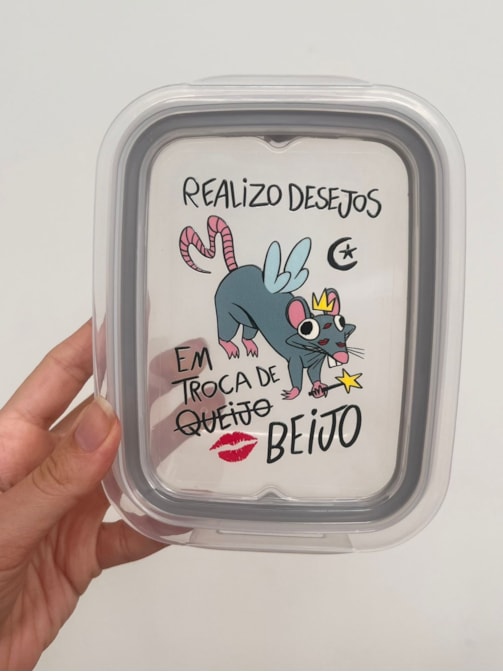 REALIZO DESEJOS
EM
TROCA DE
QUEIJO
BEIJO